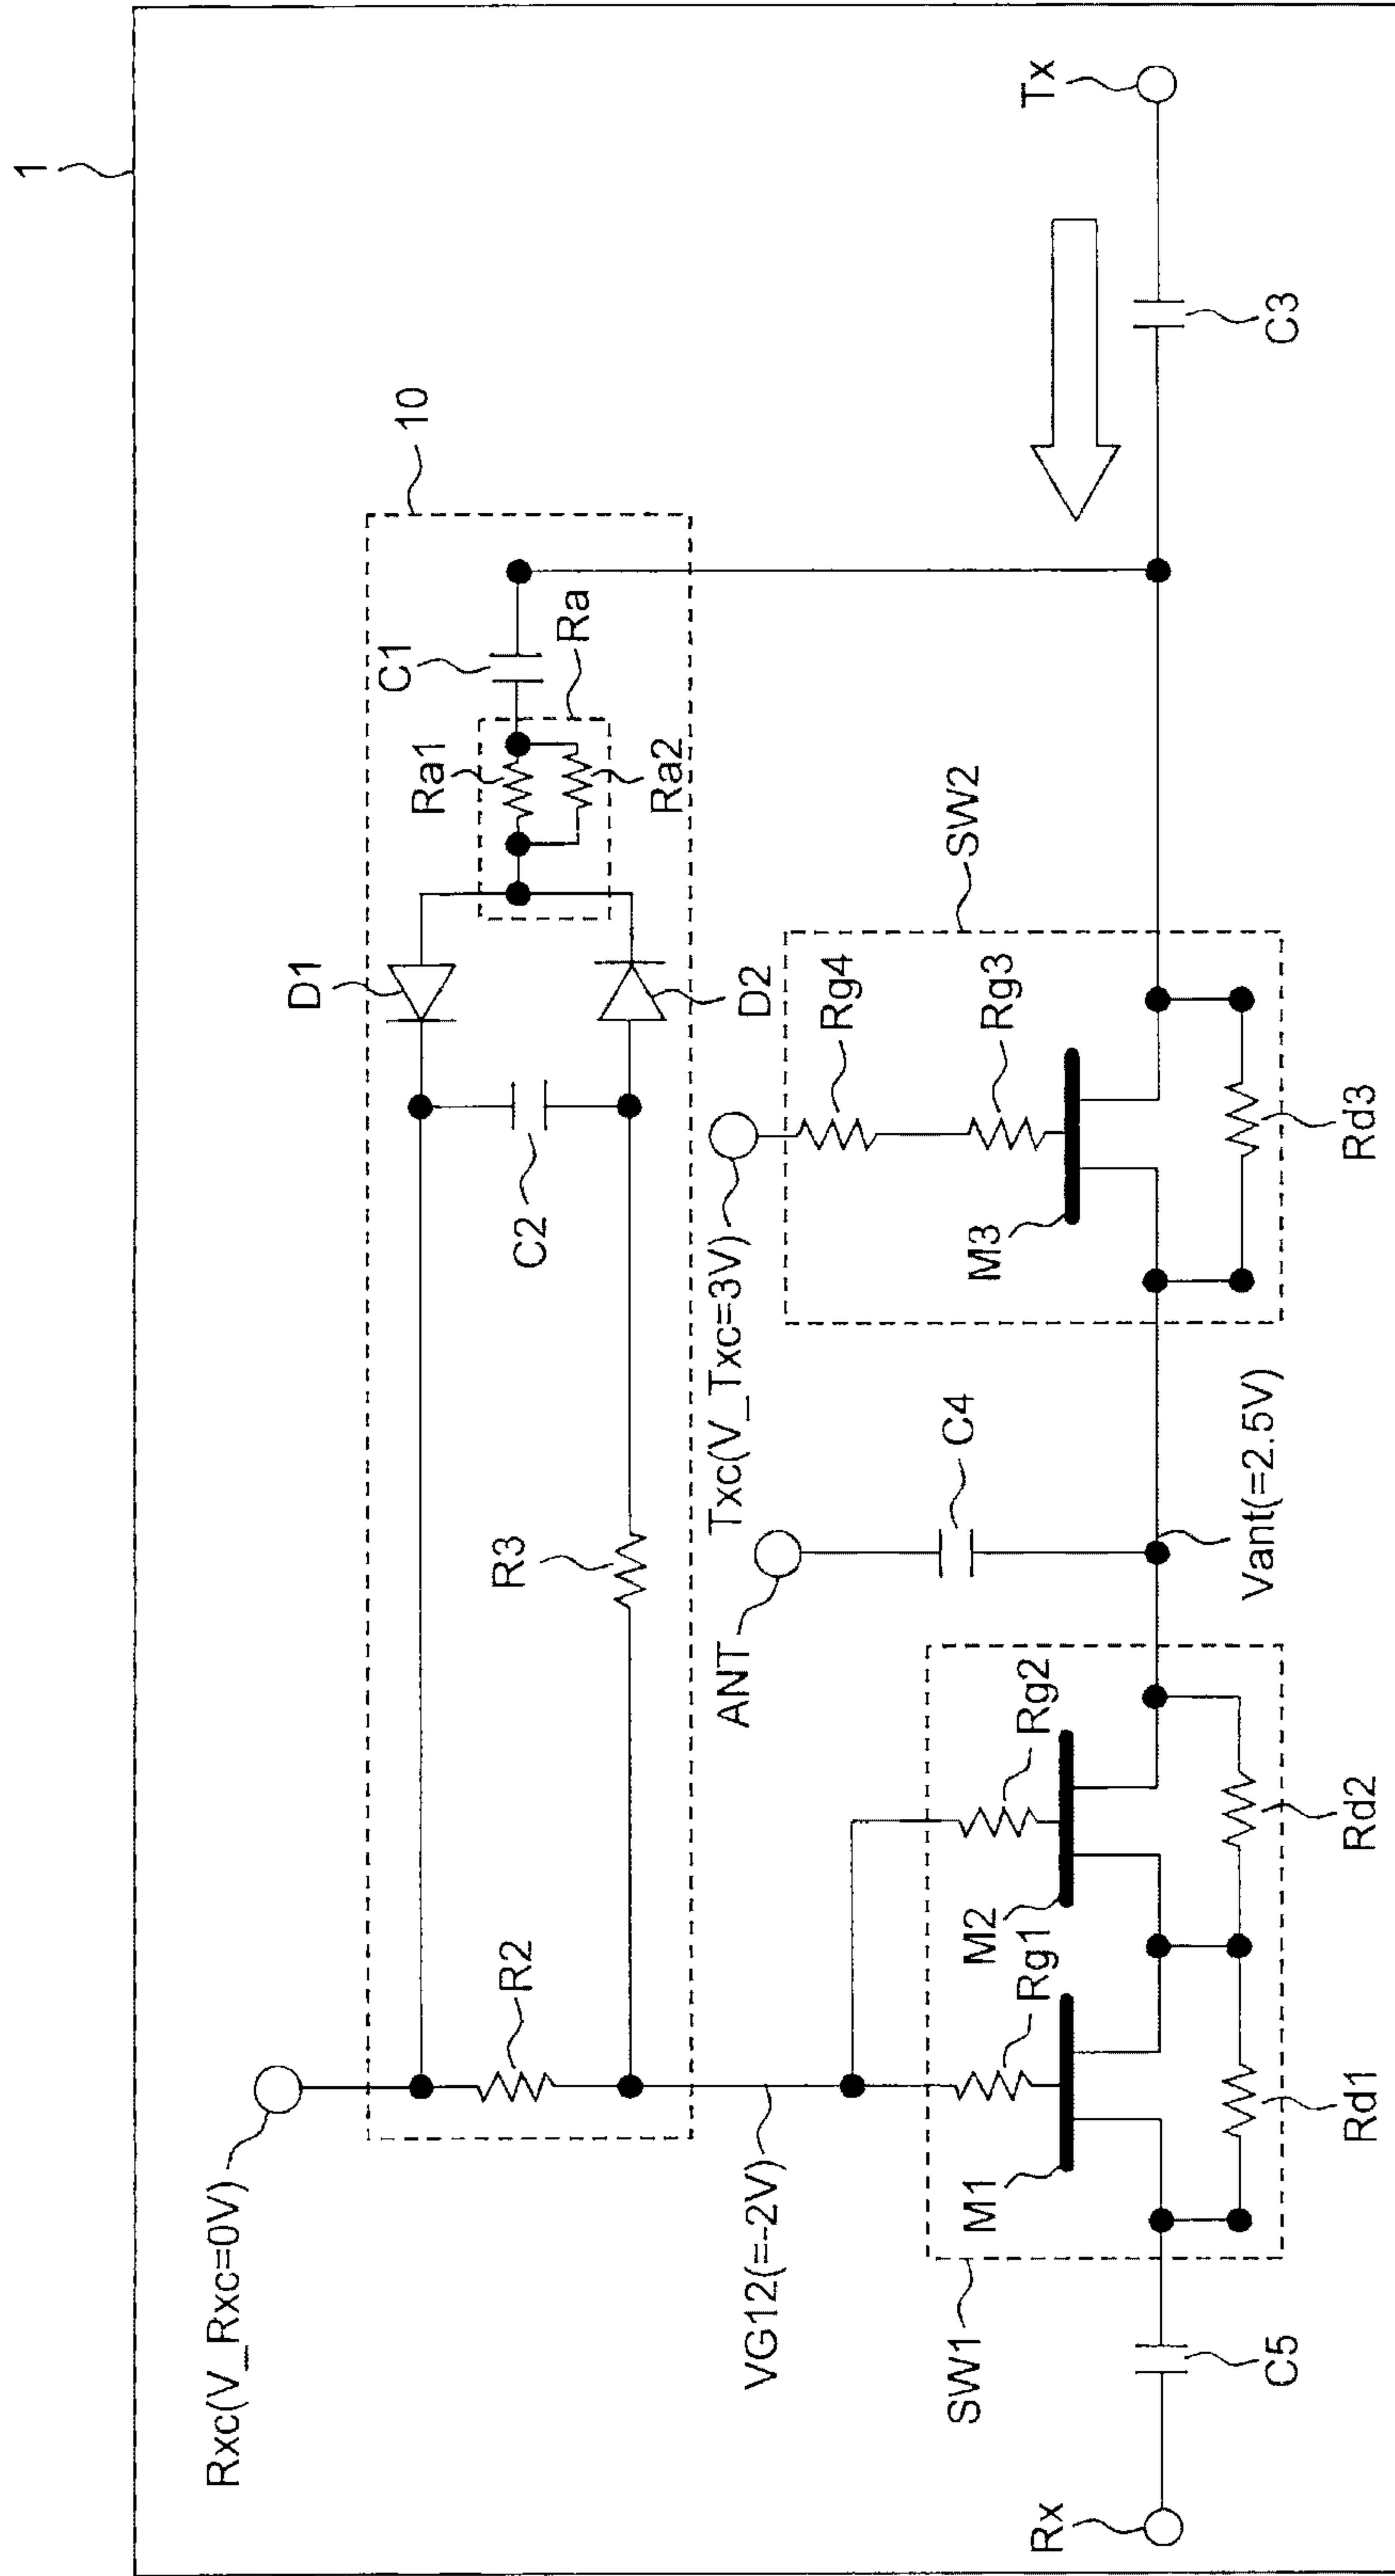 1
Rxc(V_Rxc=0V)
10
D1
C1
Ra
Ra1
Ra2
D2
C2
R3
R2
VG12(=-2V)
Txc(V_Txc=3V)
SW2
Rg4
Rg3
M3
Rd3
ANT
C4
Vant(=2.5V)
SW1
Rg2
M2
Rg1
M1
Rd2
Rd1
Rx
C5
Tx
C3